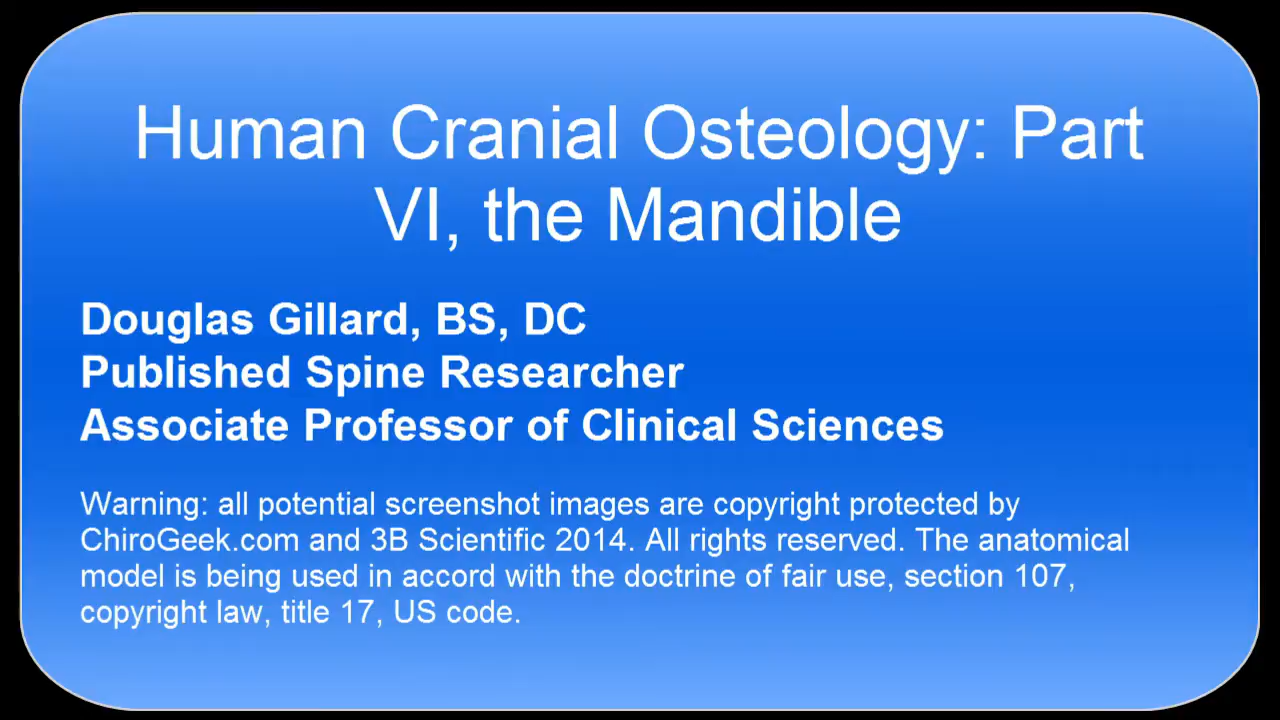 Human Cranial Osteology: Part
VI, the Mandible
Douglas Gillard, BS, DC
Published Spine Researcher
Associate Professor of Clinical Sciences
Warning: all potential screenshot images are copyright protected by
ChiroGeek.com and 3B Scientific 2014. All rights reserved. The anatomical
model is being used in accord with the doctrine of fair use, section 107,
copyright law, title 17, US code.